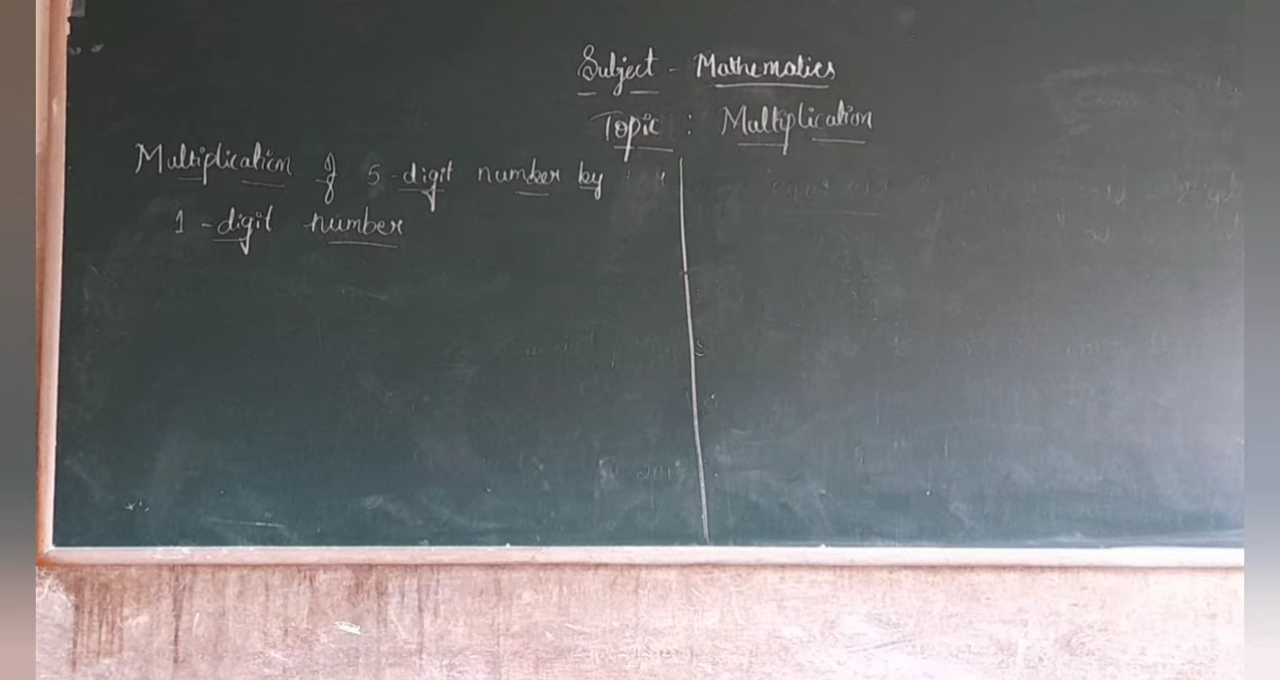 Subject - Mathematics
Topic : Multiplication
Multiplication of 5-digit number by
1-digit number